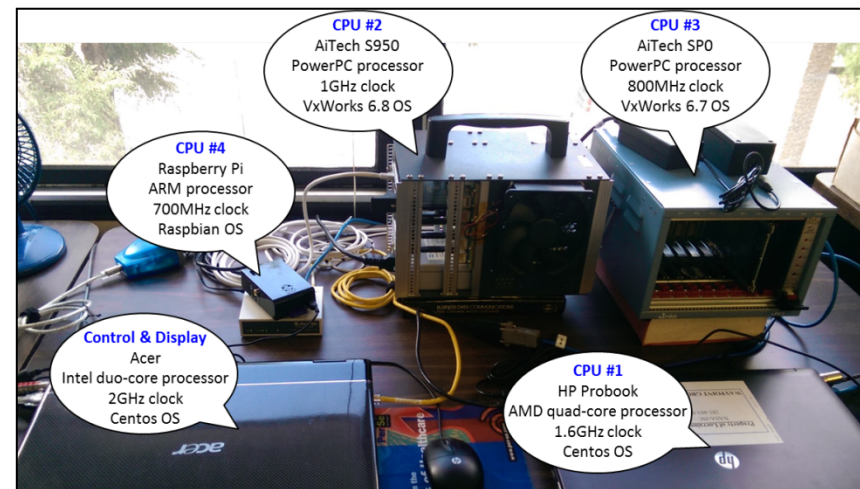 CPU #2
AiTech S950
PowerPC processor
1GHz clock
VxWorks 6.8 OS
CPU #3
AiTech SP0
PowerPC processor
800MHz clock
VxWorks 6.7 OS
CPU #4
Raspberry Pi
ARM processor
700MHz clock
Raspbian OS
Control & Display
Acer
Intel duo-core processor
2GHz clock
Centos OS
CPU #1
HP Probook
AMD quad-core processor
1.6GHz clock
Centos OS
acer
hp